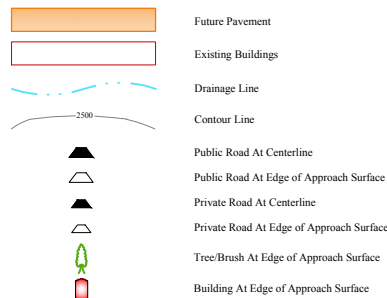 Future Pavement
Existing Buildings
Drainage Line
2500
Contour Line
Public Road At Centerline
Public Road At Edge of Approach Surface
Private Road At Centerline
Private Road At Edge of Approach Surface
Tree/Brush At Edge of Approach Surface
Building At Edge of Approach Surface